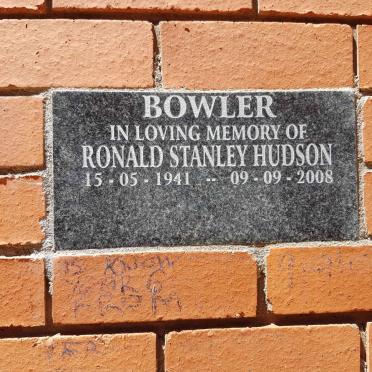 BOWLER
IN LOVING MEMORY OF
RONALD STANLEY HUDSON
15 - 05 - 1941 -- 09 - 09 - 2008